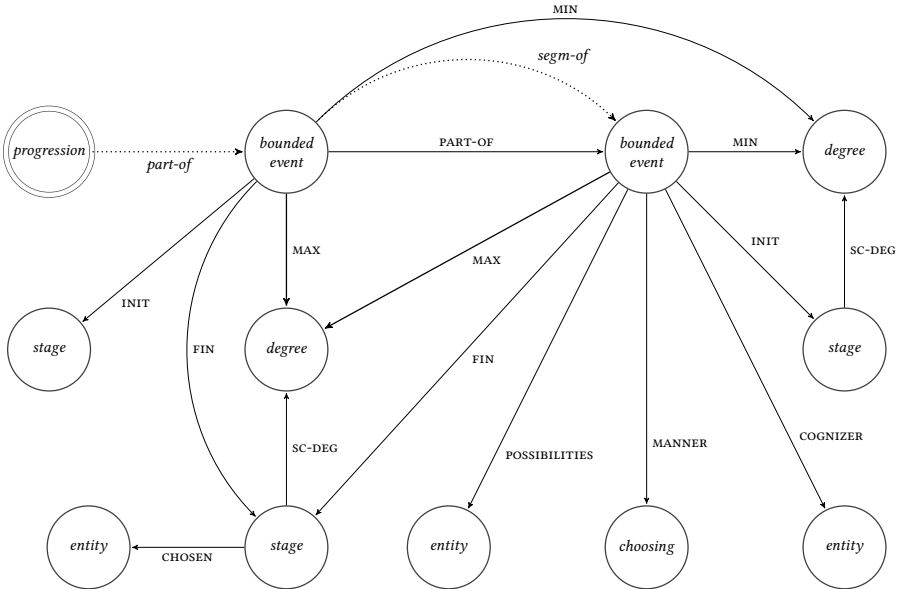 MIN
segm-of
progression
part-of
bounded
event
PART-OF
bounded
event
MIN
degree
INIT
MAX
MAX
INIT
SC-DEG
stage
FIN
degree
FIN
stage
SC-DEG
POSSIBILITIES
MANNER
COGNIZER
entity
CHOSEN
stage
entity
choosing
entity